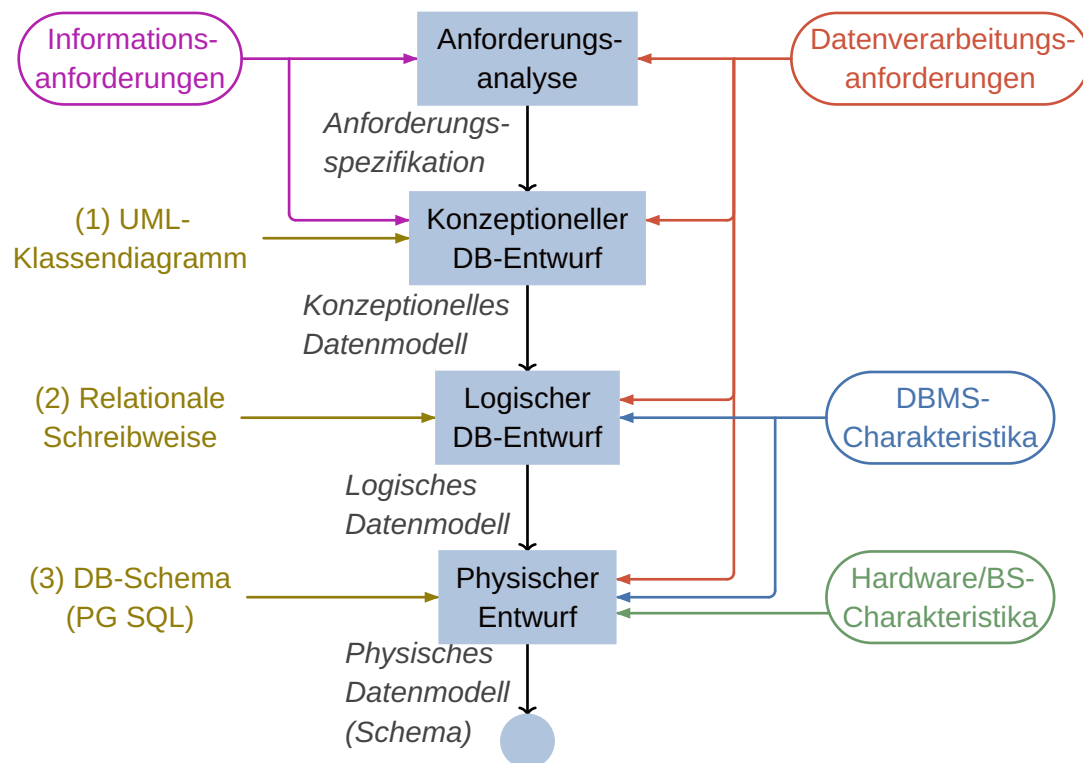 Informations-
anforderungen
Anforderungs-
analyse
Datenverarbeitungs-
anforderungen
Anforderungs-
spezifikation
(1) UML-
Klassendiagramm
Konzeptioneller
DB-Entwurf
Konzeptionelles
Datenmodell
(2) Relationale
Schreibweise
Logischer
DB-Entwurf
DBMS-
Charakteristika
Logisches
Datenmodell
(3) DB-Schema
(PG SQL)
Physischer
Entwurf
Hardware/BS-
Charakteristika
Physisches
Datenmodell
(Schema)